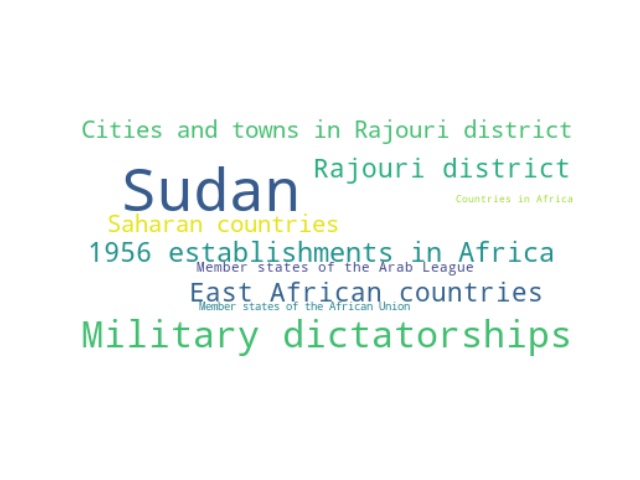 Cities and towns in Rajouri district
Rajouri district
Sudan
Countries in Africa
Saharan countries
1956 establishments in Africa
Member states of the Arab League
East African countries
Member states of the African Union
Military dictatorships